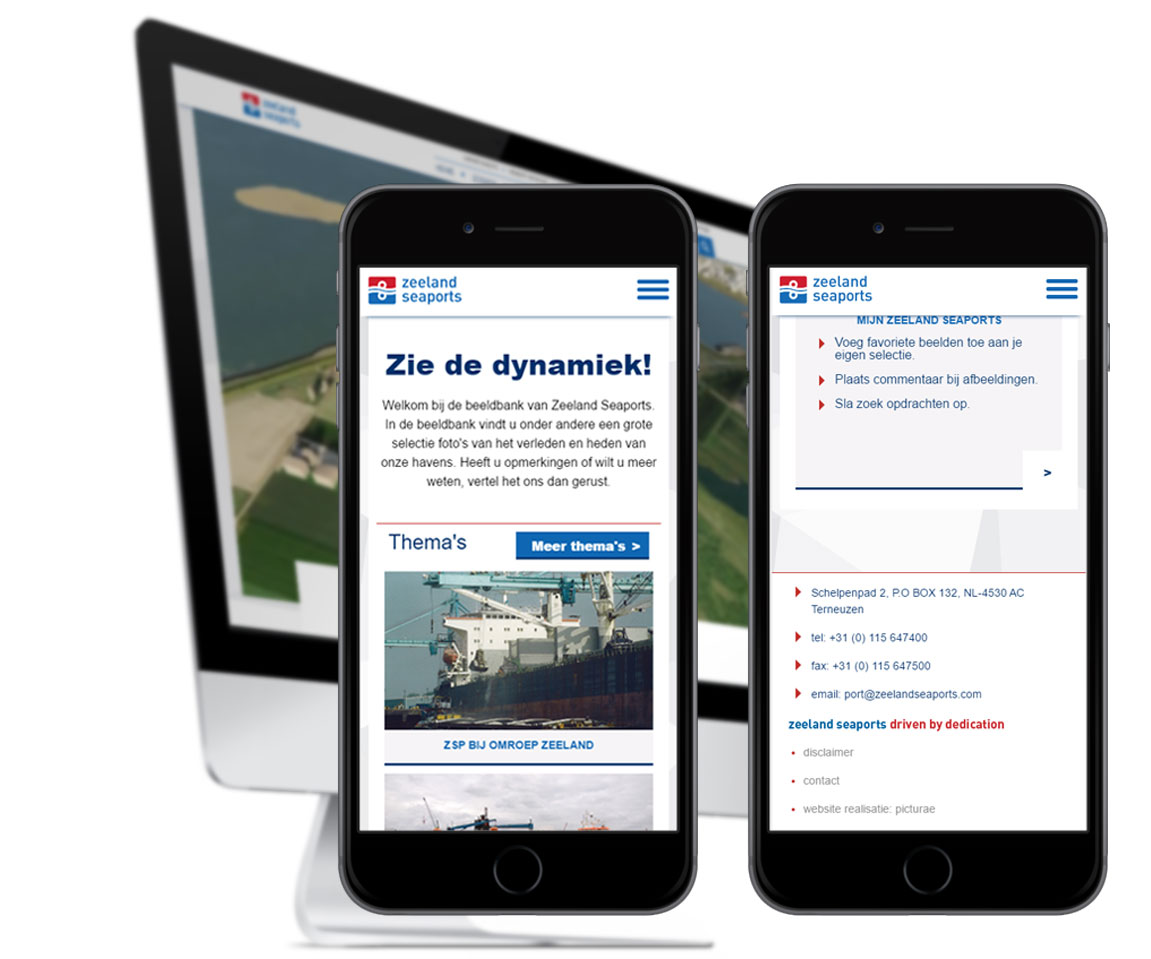 zeeland
seaports
zeeland
seaports
Zie de dynamiek!
Welkom bij de beeldbank van Zeeland Seaports.
In de beeldbank vindt u onder andere een grote
selectie foto's van het verleden en heden van
onze havens. Heeft u opmerkingen of wilt u meer
weten, vertel het ons dan gerust.
Thema's
Meer thema's >
ZSP BIJ OMROEP ZEELAND
zeeland
seaports
MIJN ZEELAND SEAPORTS
Voeg favoriete beelden toe aan je
eigen selectie.
Plaats commentaar bij afbeeldingen.
Sla zoek opdrachten op.
>
Schelpenpad 2, P.O BOX 132, NL-4530 AC
Terneuzen
tel: +31 (0) 115 647400
fax: +31 (0) 115 647500
email: port@zeelandseaports.com
zeeland seaports driven by dedication
disclaimer
contact
website realisatie: picturae